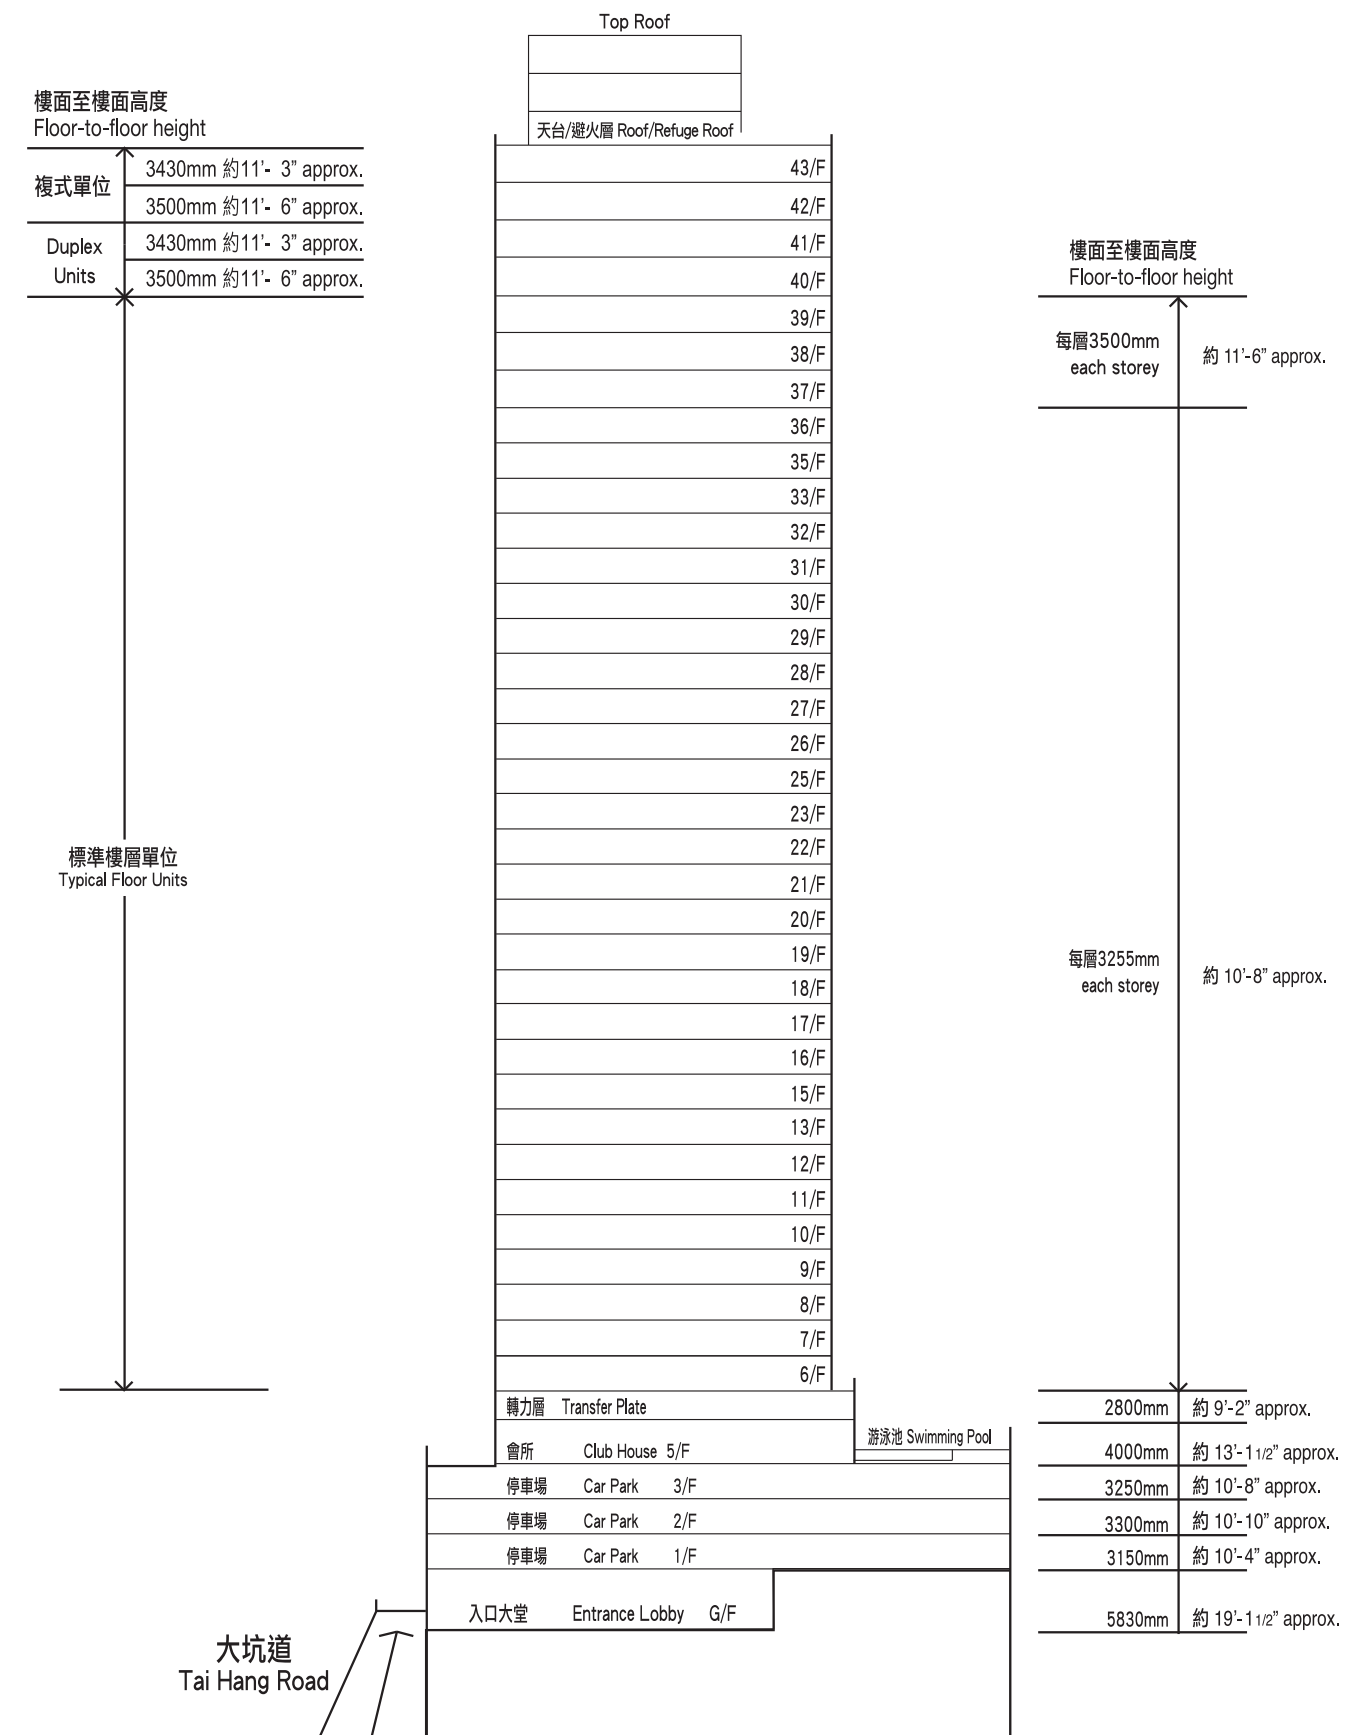 Top Roof
天台/避火層 Roof/Refuge Roof
樓面至樓面高度
Floor-to-floor height
複式單位
Duplex
Units
3430mm 約11'- 3" approx.
3500mm 約11'- 6" approx.
3430mm 約11'- 3" approx.
3500mm 約11'- 6" approx.
標準樓層單位
Typical Floor Units
43/F
42/F
41/F
40/F
39/F
38/F
37/F
36/F
35/F
33/F
32/F
31/F
30/F
29/F
28/F
27/F
26/F
25/F
23/F
22/F
21/F
20/F
19/F
18/F
17/F
16/F
15/F
13/F
12/F
11/F
10/F
9/F
8/F
7/F
6/F
轉力層 Transfer Plate
會所 Club House 5/F
游泳池 Swimming Pool
停車場 Car Park 3/F
停車場 Car Park 2/F
停車場 Car Park 1/F
入口大堂 Entrance Lobby G/F
大坑道
Tai Hang Road
樓面至樓面高度
Floor-to-floor height
每層3500mm
each storey
約 11'-6" approx.
每層3255mm
each storey
約 10'-8" approx.
2800mm 約 9'-2" approx.
4000mm 約 13'-1 1/2" approx.
3250mm 約 10'-8" approx.
3300mm 約 10'-10" approx.
3150mm 約 10'-4" approx.
5830mm 約 19'-1 1/2" approx.